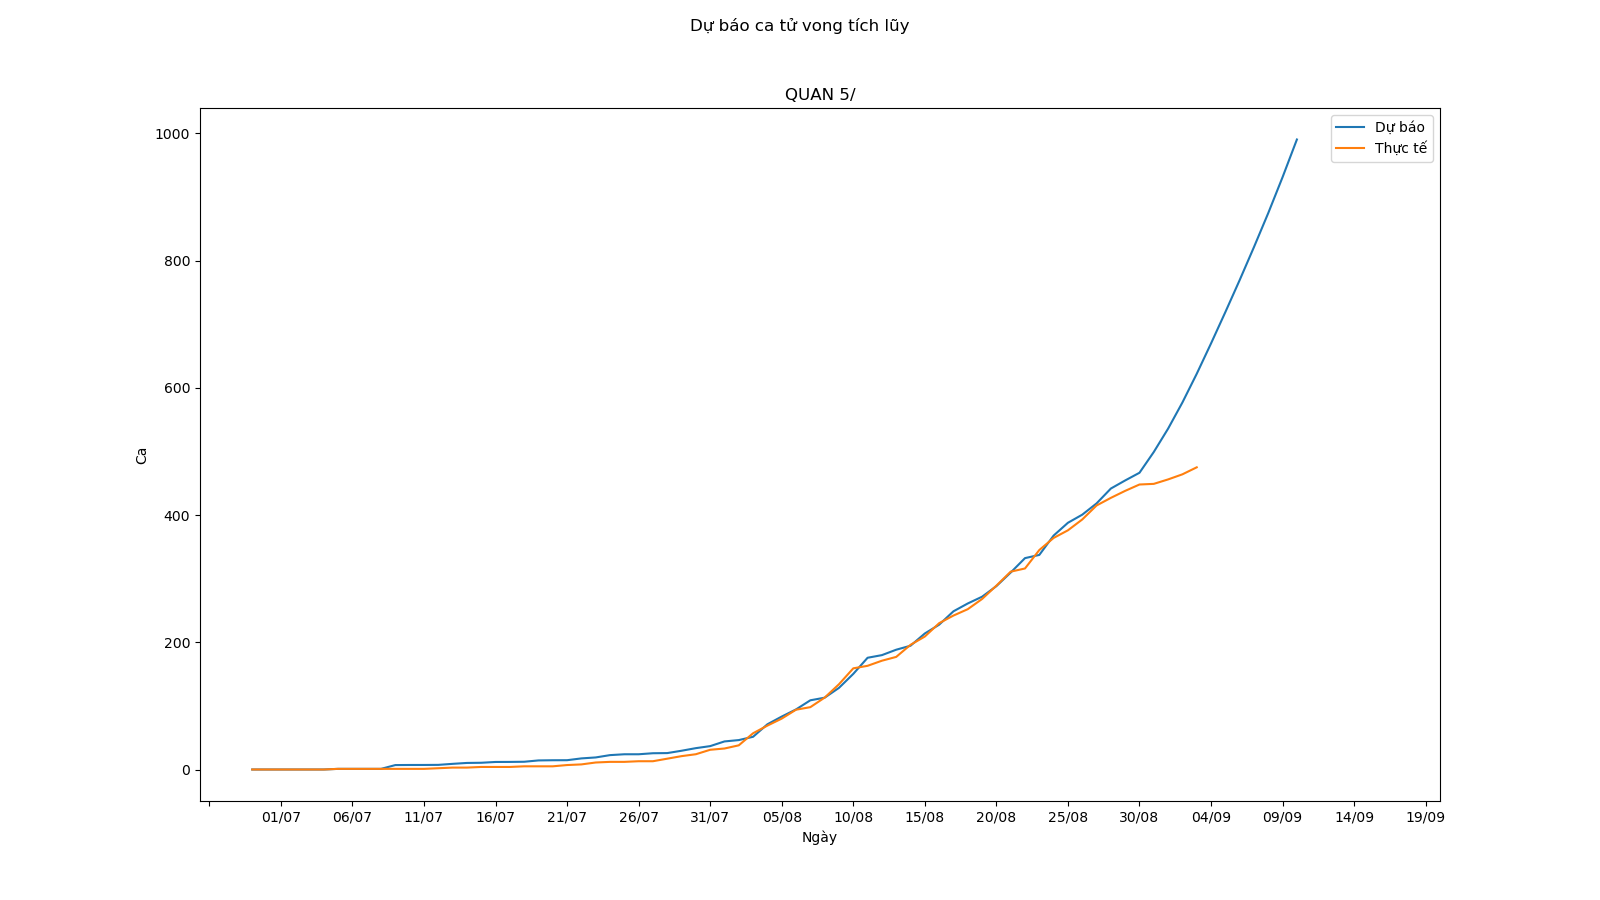 Dự báo ca tử vong tích lũy
QUAN 5/
Dự báo
Thực tế
1000
800
600
400
200
0
Ca
01/07 06/07 11/07 16/07 21/07 26/07 31/07 05/08 10/08 15/08 20/08 25/08 30/08 04/09 09/09 14/09 19/09
Ngày